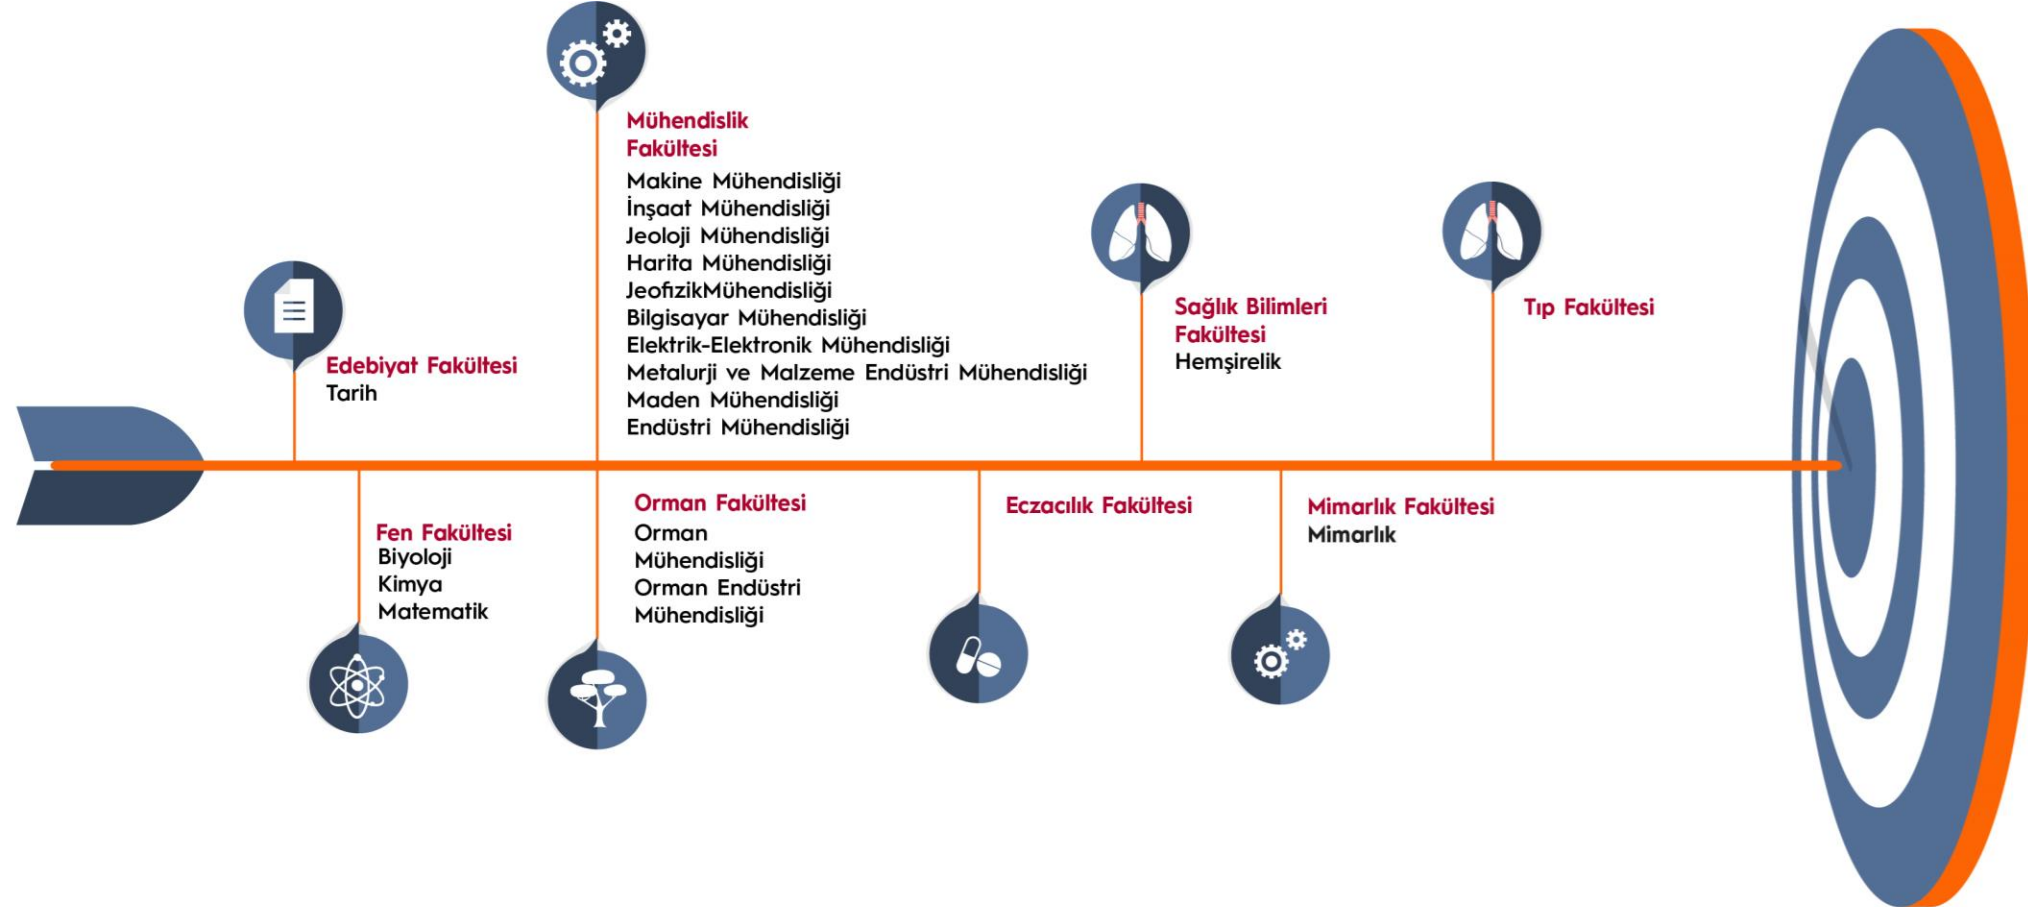 Mühendislik
Fakültesi
Makine Mühendisliği
İnşaat Mühendisliği
Jeoloji Mühendisliği
Harita Mühendisliği
JeofizikMühendisliği
Bilgisayar Mühendisliği
Elektrik-Elektronik Mühendisliği
Metalurji ve Malzeme Endüstri Mühendisliği
Maden Mühendisliği
Endüstri Mühendisliği
Sağlık Bilimleri
Fakültesi
Hemşirelik
Tıp Fakültesi
Edebiyat Fakültesi
Tarih
Fen Fakültesi
Biyoloji
Kimya
Matematik
Orman Fakültesi
Orman
Mühendisliği
Orman Endüstri
Mühendisliği
Eczacılık Fakültesi
Mimarlık Fakültesi
Mimarlık